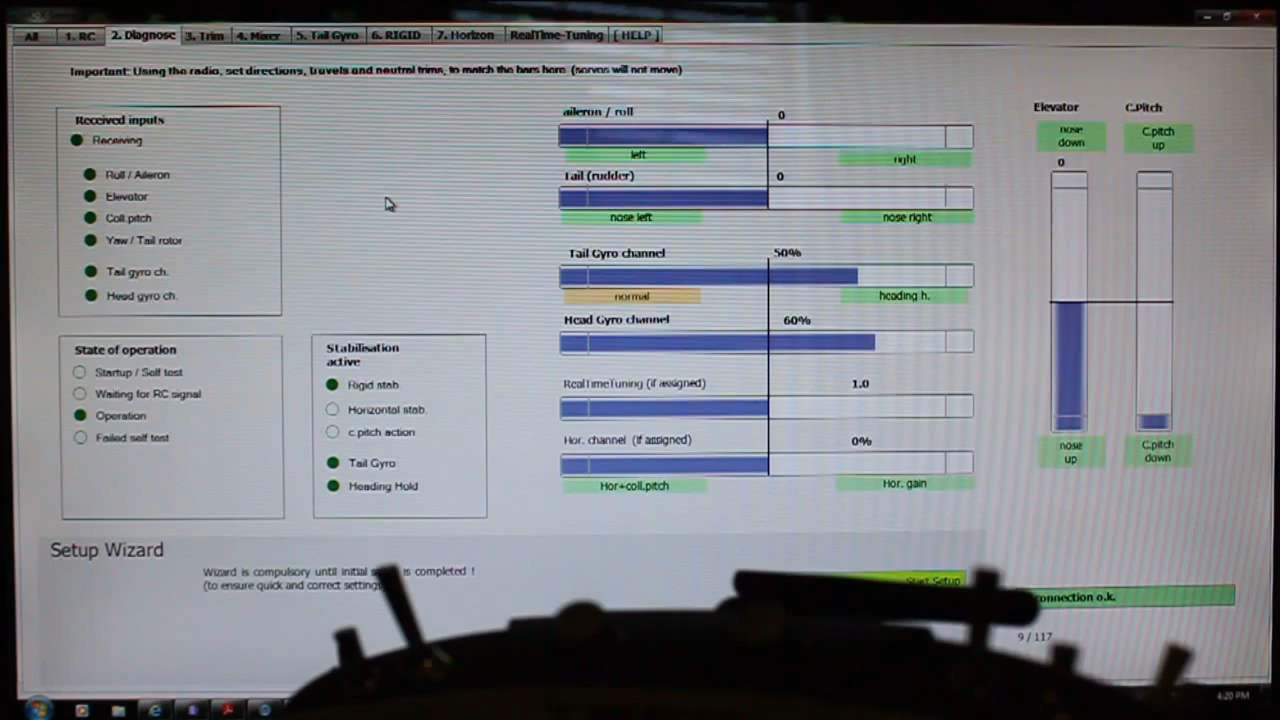 All 1. RC 2. Diagnose 3. Trim 4. Mixer 5. Tail Gyro 6. RIGID 7. Horizon RealTime-Tuning [ HELP ]
Important: Using the radio, set directions, travels and neutral trims, to match the bars here (servos will not move)
Received inputs
Receiving
Roll / Aileron
Elevator
Coll.pitch
Yaw / Tail rotor
Tail gyro ch.
Head gyro ch.
State of operation
Startup / Self test
Waiting for RC signal
Operation
Failed self test
Stabilisation
active
Rigid stab.
Horizontal stab.
c.pitch action
Tail Gyro
Heading Hold
aileron / roll 0
left right
Tail (rudder) 0
nose left nose right
Tail Gyro channel 50%
normal heading h.
Head Gyro channel 60%
RealTimeTuning (if assigned) 1.0
Hor. channel (if assigned) 0%
Hor+coll.pitch Hor. gain
Elevator C.Pitch
nose
down
C.pitch
up
0
nose
up
C.pitch
down
Setup Wizard
Wizard is compulsory until initial is completed !
(to ensure quick and correct settings
Start Setup
connection o.k.
9 / 117
4:20 PM